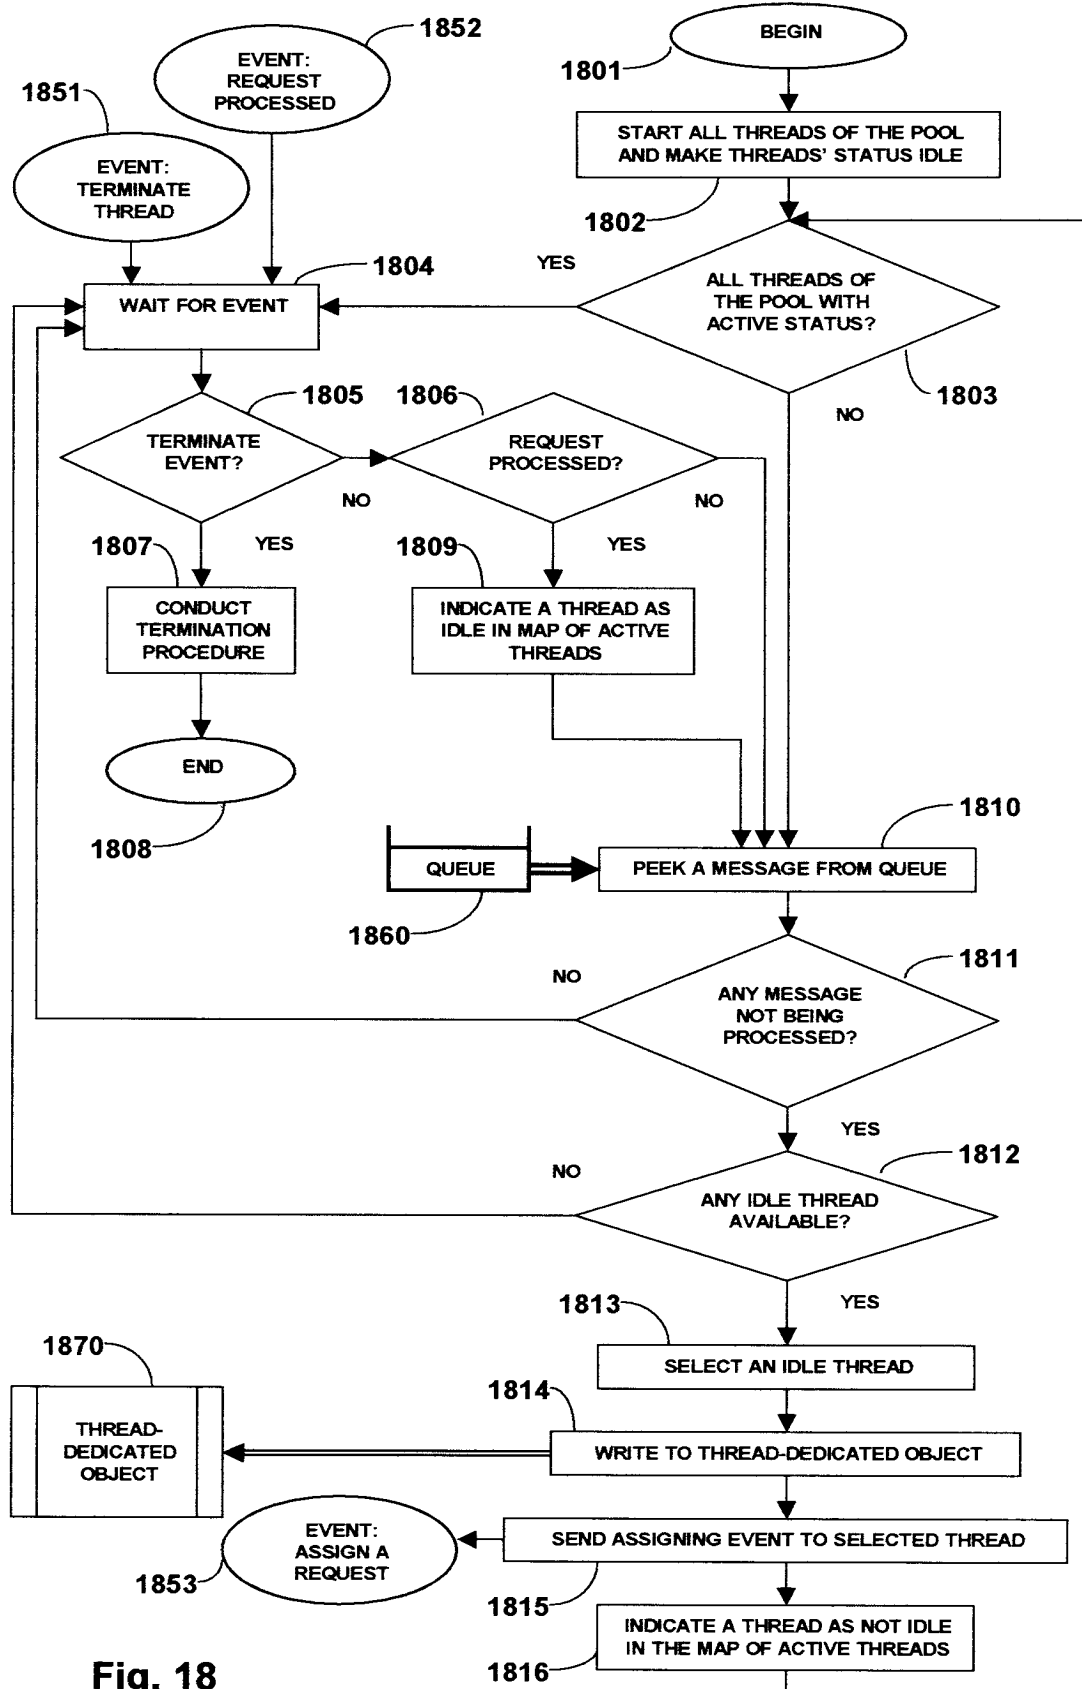 1852
BEGIN
EVENT:
REQUEST
PROCESSED
1801
1851
START ALL THREADS OF THE POOL
AND MAKE THREADS' STATUS IDLE
EVENT:
TERMINATE
THREAD
1802
1804
YES
ALL THREADS OF
THE POOL WITH
ACTIVE STATUS?
WAIT FOR EVENT
1805
1806
1803
NO
TERMINATE
EVENT?
REQUEST
PROCESSED?
NO
NO
1807
YES
1809
YES
CONDUCT
TERMINATION
PROCEDURE
INDICATE A THREAD AS
IDLE IN MAP OF ACTIVE
THREADS
END
1808
1810
QUEUE
PEEK A MESSAGE FROM QUEUE
1860
NO
1811
ANY MESSAGE
NOT BEING
PROCESSED?
YES
1812
NO
ANY IDLE THREAD
AVAILABLE?
1813
YES
1870
SELECT AN IDLE THREAD
1814
THREAD-
DEDICATED
OBJECT
WRITE TO THREAD-DEDICATED OBJECT
EVENT:
ASSIGN A
REQUEST
SEND ASSIGNING EVENT TO SELECTED THREAD
1853
1815
INDICATE A THREAD AS NOT IDLE
IN THE MAP OF ACTIVE THREADS
1816
Fig. 18